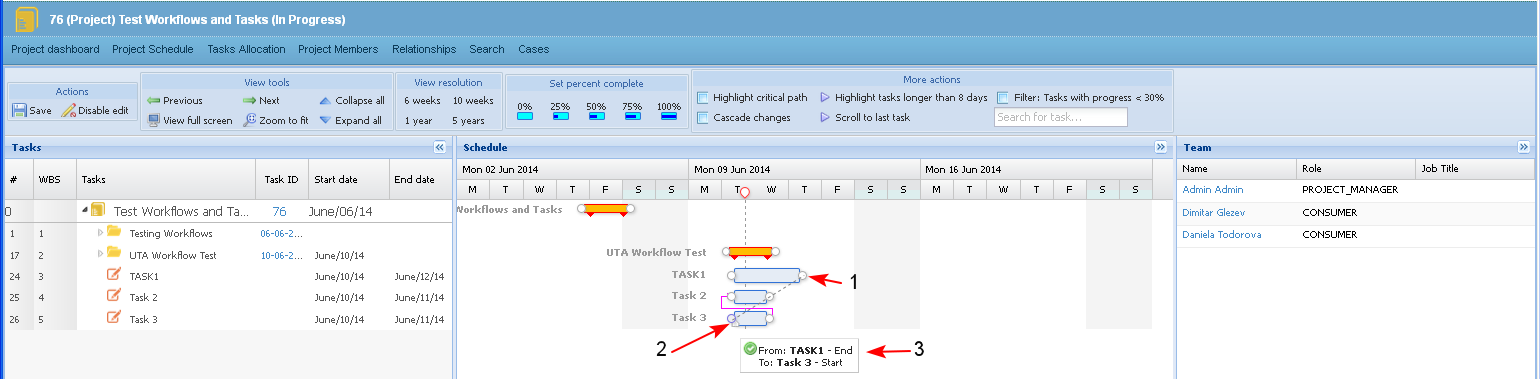 76 (Project) Test Workflows and Tasks (In Progress)
Project dashboard Project Schedule Tasks Allocation Project Members Relationships Search Cases
Actions
Save Disable edit
View tools
Previous Next Collapse all
View full screen Zoom to fit Expand all
View resolution
6 weeks 10 weeks
1 year 5 years
Set percent complete
0% 25% 50% 75% 100%
More actions
Highlight critical path Highlight tasks longer than 8 days Filter: Tasks with progress < 30%
Cascade changes Scroll to last task Search for task...
Tasks
# WBS Tasks Task ID Start date End date
0 Test Workflows and Ta... 76 June/06/14
1 1 Testing Workflows 06-06-2...
17 2 UTA Workflow Test 10-06-2... June/10/14
24 3 TASK1 June/10/14 June/12/14
25 4 Task 2 June/10/14 June/11/14
26 5 Task 3 June/10/14 June/11/14
Schedule
Mon 02 Jun 2014 Mon 09 Jun 2014 Mon 16 Jun 2014
M T W T F S S M T W T F S S M T W T F S S
Workflows and Tasks
UTA Workflow Test
TASK1
1
Task 2
Task 3
2
3
From: TASK1 - End
To: Task 3 - Start
Team
Name Role Job Title
Admin Admin PROJECT_MANAGER
Dimitar Glezev CONSUMER
Daniela Todorova CONSUMER